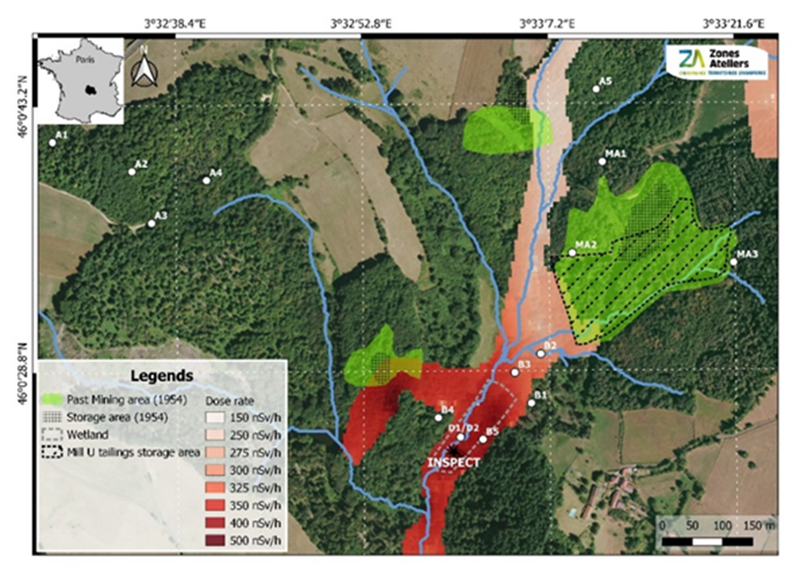 3°32'38.4"E 3°32'52.8"E 3°33'7.2"E 3°33'21.6"E
Paris
N
ZA Zones
Ateliers
46°0'43.2"N
A5
A1
MA1
A2
A4
A3
MA2
MA3
46°0'28.8"N
B2
B3
Legends
Past Mining area (1954)
Storage area (1954)
Wetland
Mill U tailings storage area
Dose rate
150 nSv/h
250 nSv/h
275 nSv/h
300 nSv/h
325 nSv/h
350 nSv/h
400 nSv/h
500 nSv/h
B1
B4
D1/D2
B5
INSPECT
0 50 100 150 m